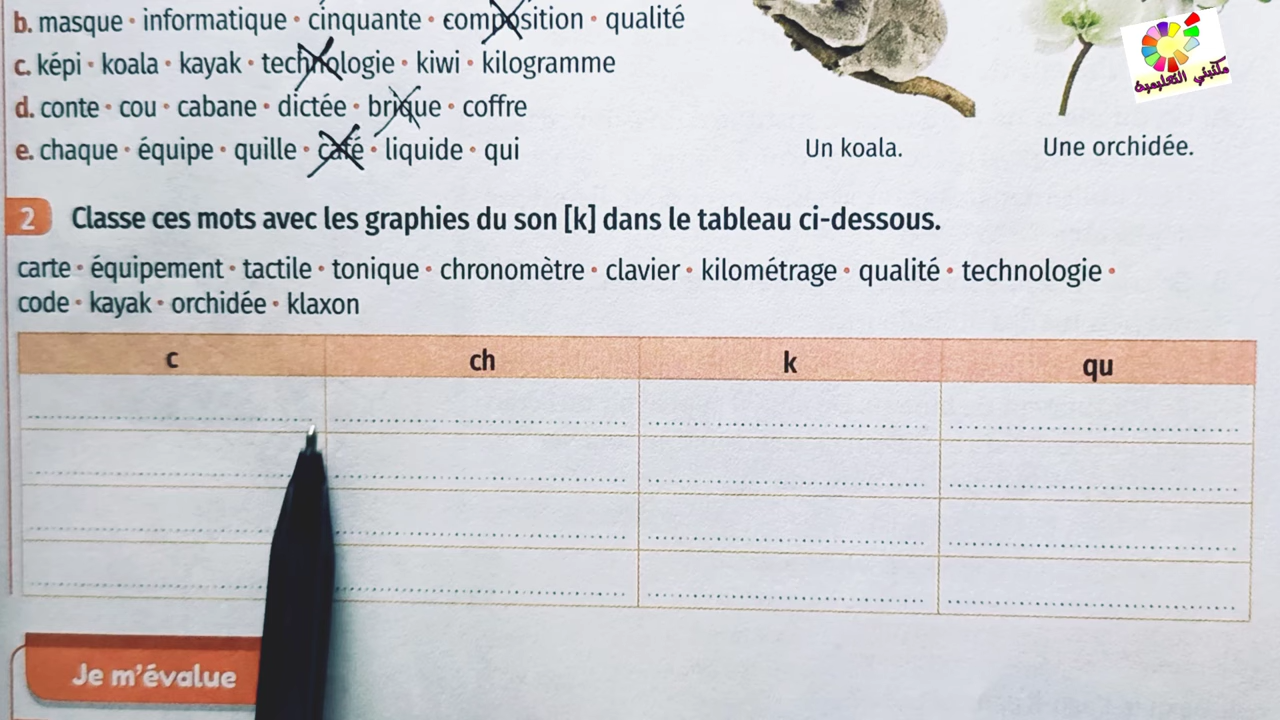 b. masque • informatique • cinquante • composition • qualité
c. képi • koala • kayak • technologie • kiwi • kilogramme
d. conte • cou • cabane • dictée • brique • coffre
e. chaque • équipe • quille • café • liquide • qui
مكتبتي التعليمية
Un koala.
Une orchidée.
2 Classe ces mots avec les graphies du son [k] dans le tableau ci-dessous.
carte • équipement • tactile • tonique • chronomètre • clavier • kilométrage • qualité • technologie •
code • kayak • orchidée • klaxon
c ch k qu
Je m'évalue